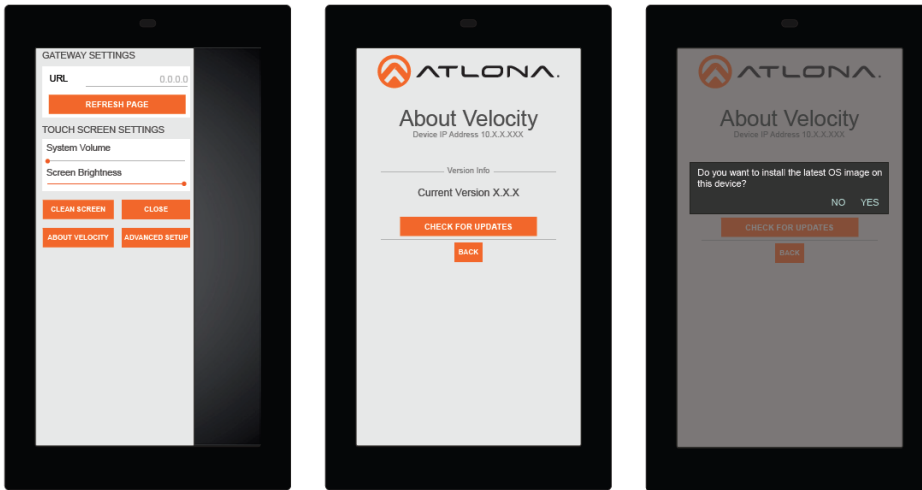 GATEWAY SETTINGS
URL 0.0.0.0
REFRESH PAGE
TOUCH SCREEN SETTINGS
System Volume
Screen Brightness
CLEAN SCREEN CLOSE
ABOUT VELOCITY ADVANCED SETUP
ATLONA.
About Velocity
Device IP Address 10.X.X.XXX
Version Info
Current Version X.X.X
CHECK FOR UPDATES
BACK
ATLONA.
About Velocity
Device IP Address 10.X.X.XXX
Do you want to install the latest OS image on
this device?
NO YES
CHECK FOR UPDATES
BACK